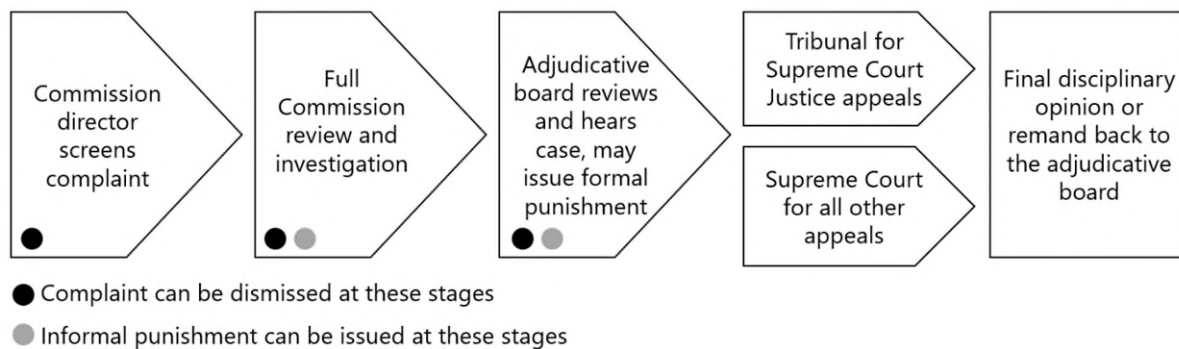 Commission
director
screens
complaint
Full
Commission
review and
investigation
Adjudicative
board reviews
and hears
case, may
issue formal
punishment
Tribunal for
Supreme Court
Justice appeals
Supreme Court
for all other
appeals
Final disciplinary
opinion or
remand back to
the adjudicative
board
Complaint can be dismissed at these stages
Informal punishment can be issued at these stages